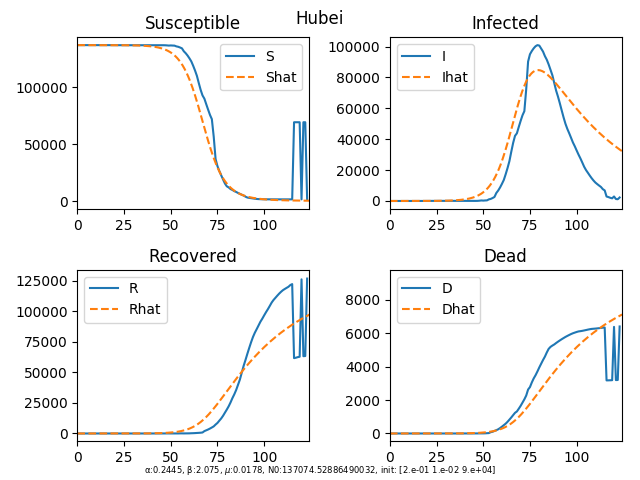 Hubei
Susceptible
Infected
S
Shat
I
Ihat
100000
50000
0
100000
80000
60000
40000
20000
0
0 25 50 75 100
0 25 50 75 100
Recovered
Dead
R
Rhat
D
Dhat
125000
100000
75000
50000
25000
0
8000
6000
4000
2000
0
0 25 50 75 100
0 25 50 75 100
α:0.2445, β:2.075, μ:0.0178, N0:137074.52886490032, init: [2.e-01 1.e-02 9.e+04]